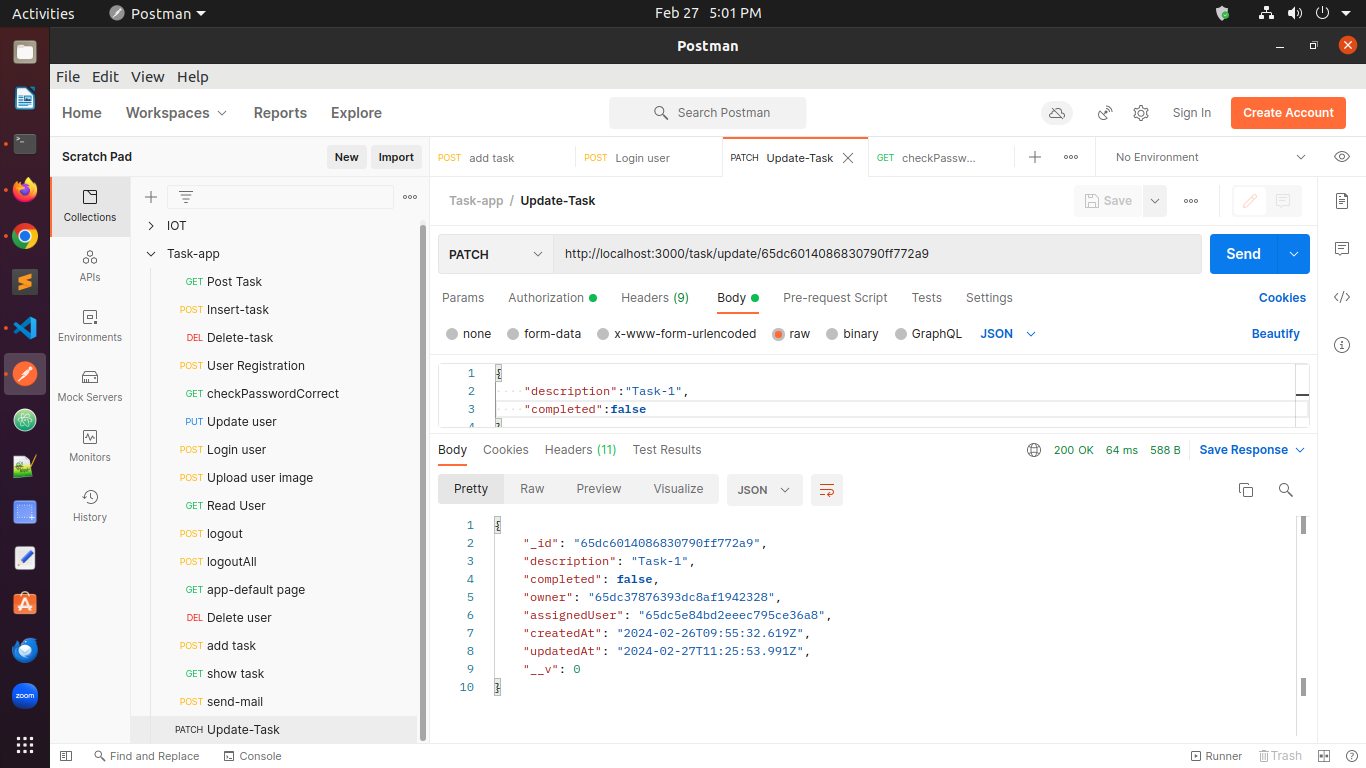 Activities Postman Feb 27 5:01 PM
Postman
File Edit View Help
Home Workspaces Reports Explore Search Postman Sign In Create Account
Scratch Pad New Import
POST add task POST Login user PATCH Update-Task GET checkPassw... No Environment
Collections
APIs
Environments
Mock Servers
Monitors
History
IOT
Task-app
GET Post Task
POST Insert-task
DEL Delete-task
POST User Registration
GET checkPasswordCorrect
PUT Update user
POST Login user
POST Upload user image
GET Read User
POST logout
POST logoutAll
GET app-default page
DEL Delete user
POST add task
GET show task
POST send-mail
PATCH Update-Task
Task-app / Update-Task Save
PATCH http://localhost:3000/task/update/65dc6014086830790ff772a9 Send
Params Authorization Headers (9) Body Pre-request Script Tests Settings Cookies
none form-data x-www-form-urlencoded raw binary GraphQL JSON Beautify
1 {
2 "description":"Task-1",
3 "completed":false
4 }
Body Cookies Headers (11) Test Results 200 OK 64 ms 588 B Save Response
Pretty Raw Preview Visualize JSON
1 {
2 "_id": "65dc6014086830790ff772a9",
3 "description": "Task-1",
4 "completed": false,
5 "owner": "65dc37876393dc8af1942328",
6 "assignedUser": "65dc5e84bd2eeec795ce36a8",
7 "createdAt": "2024-02-26T09:55:32.619Z",
8 "updatedAt": "2024-02-27T11:25:53.991Z",
9 "__v": 0
10 }
zoom
Find and Replace Console Runner Trash